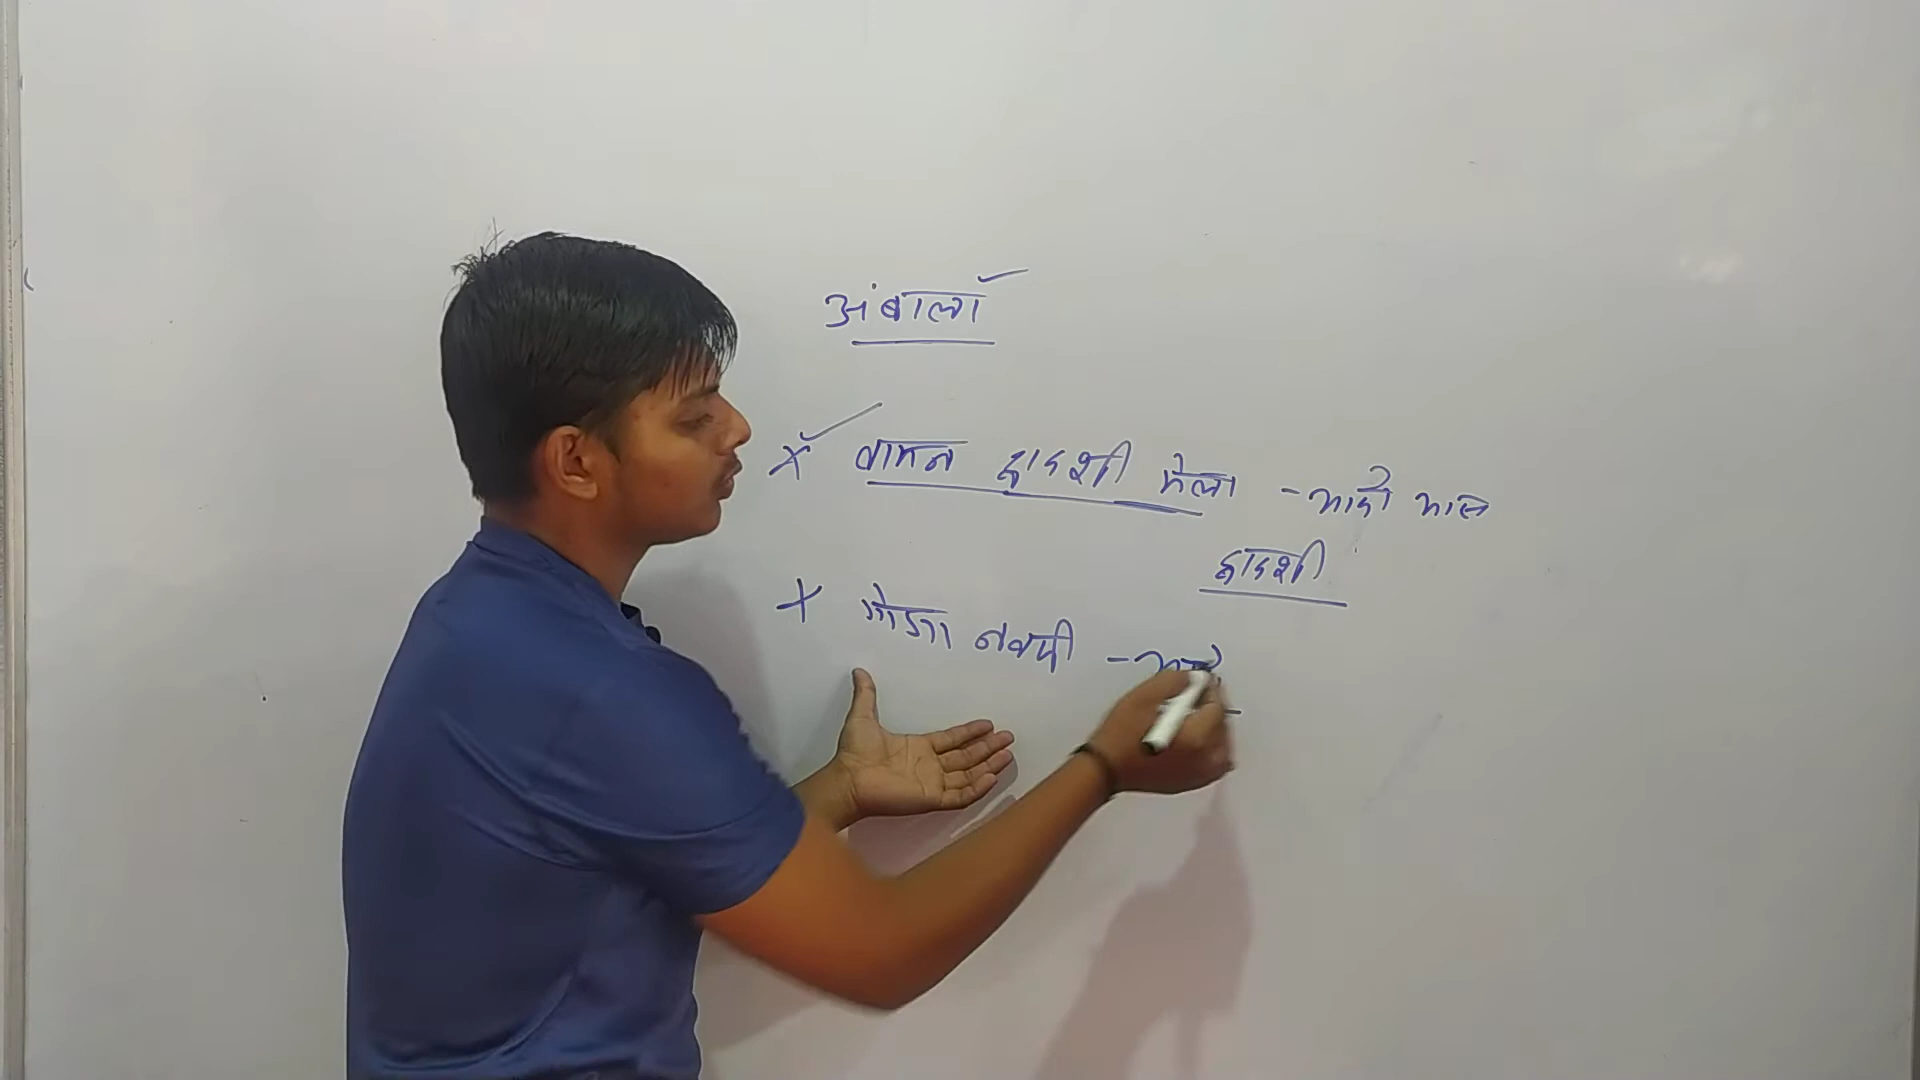 अंबाला
× वामन द्वादशी मेला - भादो मास
द्वादशी
× गोगा नवमी -